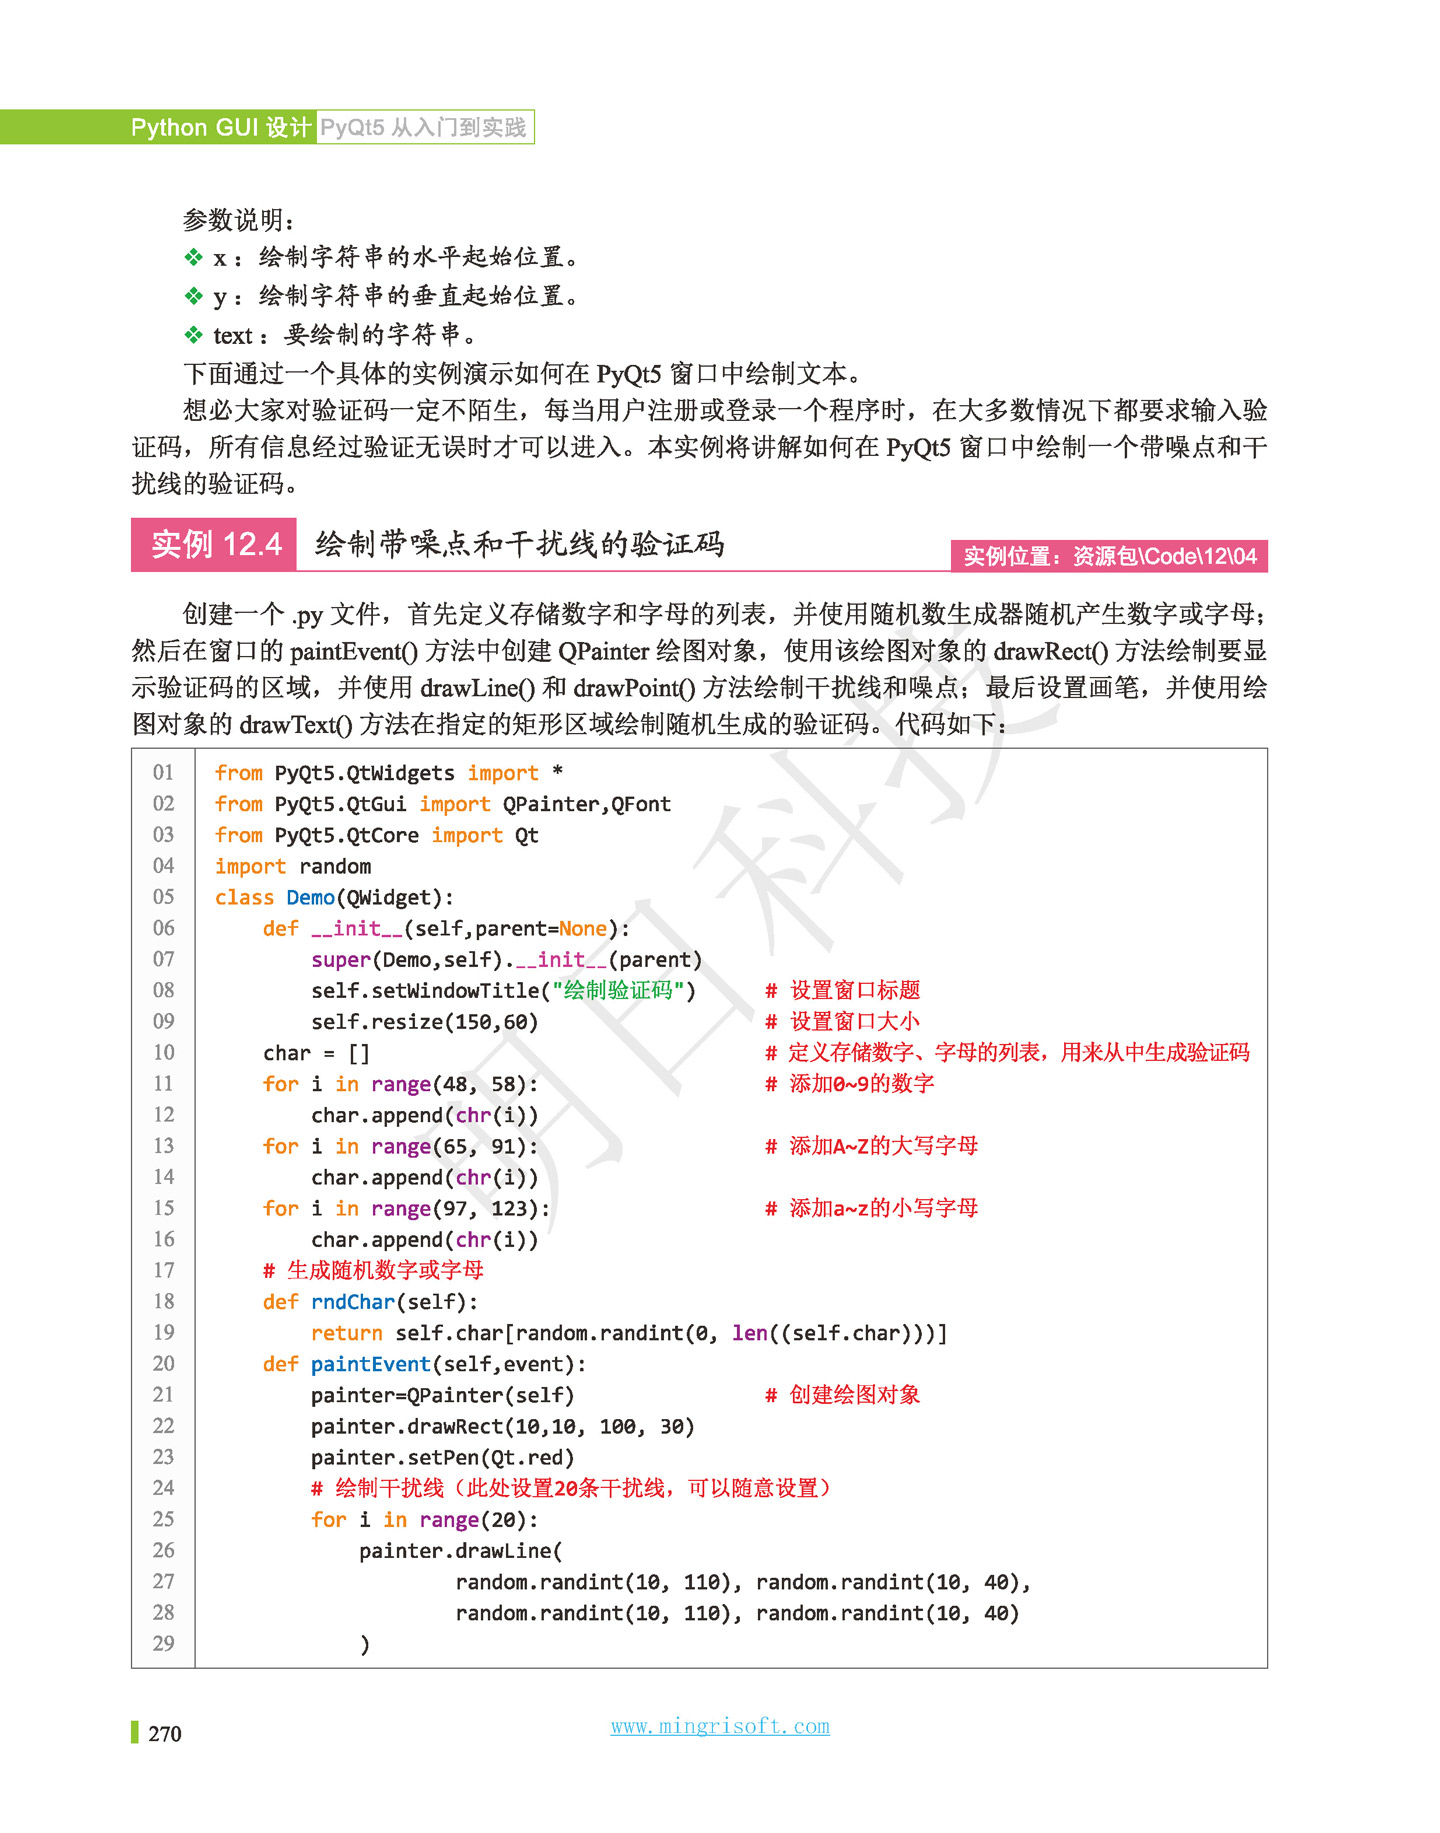 Python GUI 设计 PyQt5 从入门到实践
参数说明：
❖ x：绘制字符串的水平起始位置。
❖ y：绘制字符串的垂直起始位置。
❖ text：要绘制的字符串。
下面通过一个具体的实例演示如何在 PyQt5 窗口中绘制文本。
想必大家对验证码一定不陌生，每当用户注册或登录一个程序时，在大多数情况下都要求输入验
证码，所有信息经过验证无误时才可以进入。本实例将讲解如何在 PyQt5 窗口中绘制一个带噪点和干
扰线的验证码。
实例 12.4 绘制带噪点和干扰线的验证码 实例位置：资源包\Code\12\04
创建一个 .py 文件，首先定义存储数字和字母的列表，并使用随机数生成器随机产生数字或字母；
然后在窗口的 paintEvent() 方法中创建 QPainter 绘图对象，使用该绘图对象的 drawRect() 方法绘制要显
示验证码的区域，并使用 drawLine() 和 drawPoint() 方法绘制干扰线和噪点；最后设置画笔，并使用绘
图对象的 drawText() 方法在指定的矩形区域绘制随机生成的验证码。代码如下：
01 from PyQt5.QtWidgets import *
02 from PyQt5.QtGui import QPainter,QFont
03 from PyQt5.QtCore import Qt
04 import random
05 class Demo(QWidget):
06     def __init__(self,parent=None):
07         super(Demo,self).__init__(parent)
08         self.setWindowTitle("绘制验证码")      # 设置窗口标题
09         self.resize(150,60)                   # 设置窗口大小
10     char = []                                 # 定义存储数字、字母的列表，用来从中生成验证码
11     for i in range(48, 58):                   # 添加0~9的数字
12         char.append(chr(i))
13     for i in range(65, 91):                   # 添加A~Z的大写字母
14         char.append(chr(i))
15     for i in range(97, 123):                  # 添加a~z的小写字母
16         char.append(chr(i))
17     # 生成随机数字或字母
18     def rndChar(self):
19         return self.char[random.randint(0, len((self.char)))]
20     def paintEvent(self,event):
21         painter=QPainter(self)                # 创建绘图对象
22         painter.drawRect(10,10, 100, 30)
23         painter.setPen(Qt.red)
24         # 绘制干扰线（此处设置20条干扰线，可以随意设置）
25         for i in range(20):
26             painter.drawLine(
27                     random.randint(10, 110), random.randint(10, 40),
28                     random.randint(10, 110), random.randint(10, 40)
29             )
明日科技
270
www.mingrisoft.com